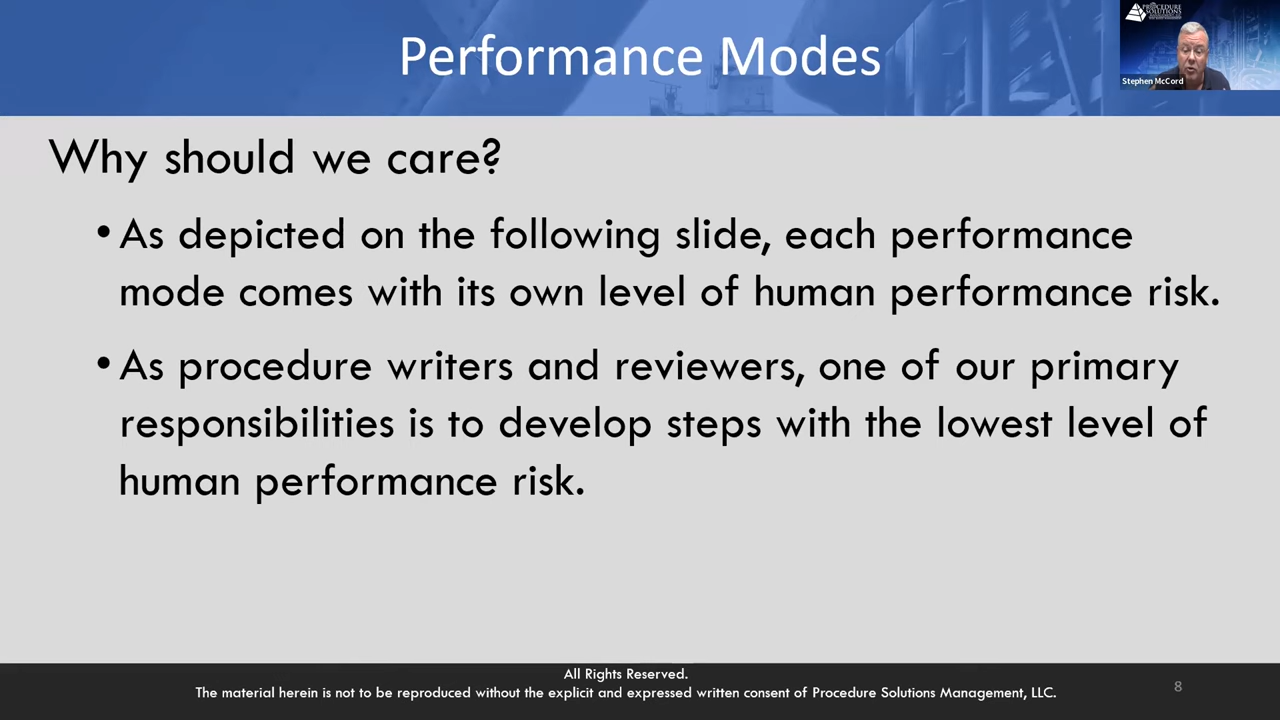 Performance Modes
PROCEDURE
SOLUTIONS
Stephen McCord
Why should we care?
• As depicted on the following slide, each performance
mode comes with its own level of human performance risk.
• As procedure writers and reviewers, one of our primary
responsibilities is to develop steps with the lowest level of
human performance risk.
All Rights Reserved.
The material herein is not to be reproduced without the explicit and expressed written consent of Procedure Solutions Management, LLC.
8